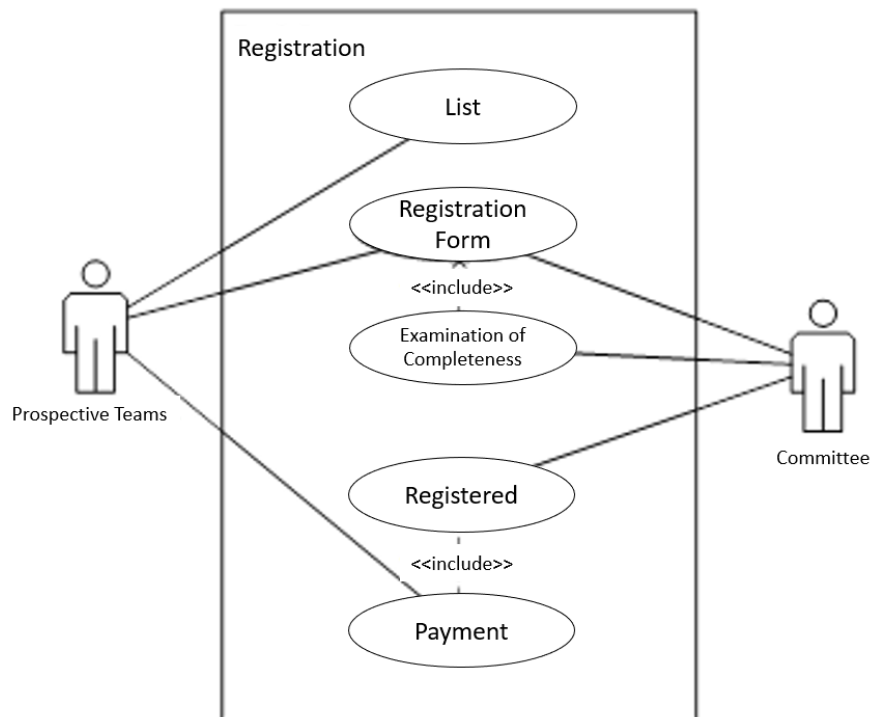 Registration
List
Registration
Form
<<include>>
Examination of
Completeness
Prospective Teams
Committee
Registered
<<include>>
Payment